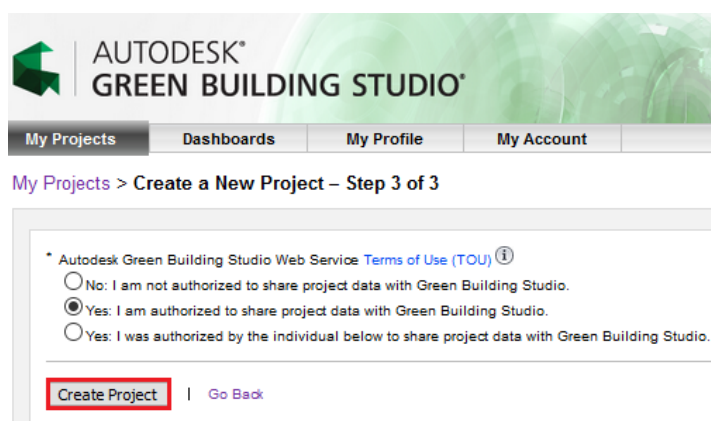 AUTODESK®
GREEN BUILDING STUDIO®
My Projects Dashboards My Profile My Account
My Projects > Create a New Project – Step 3 of 3
* Autodesk Green Building Studio Web Service Terms of Use (TOU) i
No: I am not authorized to share project data with Green Building Studio.
Yes: I am authorized to share project data with Green Building Studio.
Yes: I was authorized by the individual below to share project data with Green Building Studio.
Create Project | Go Back